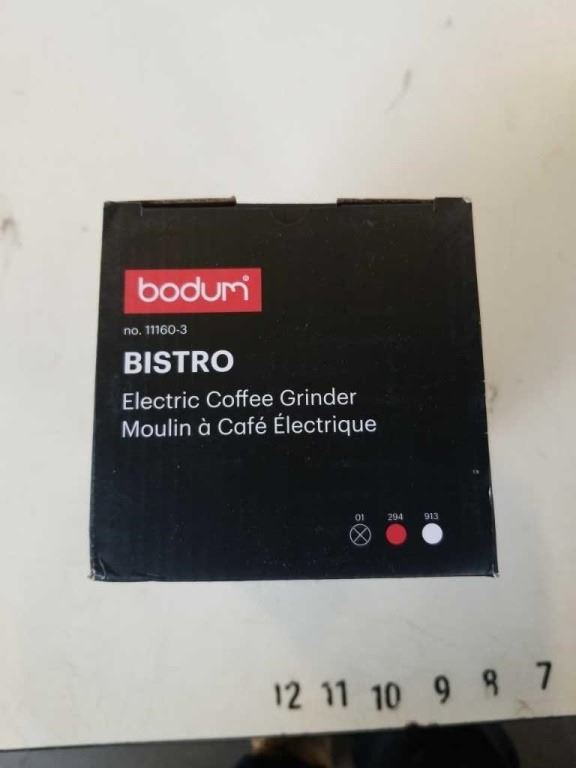 bodum®
no. 11160-3
BISTRO
Electric Coffee Grinder
Moulin à Café Électrique
01 294 913
12 11 10 9 8 7